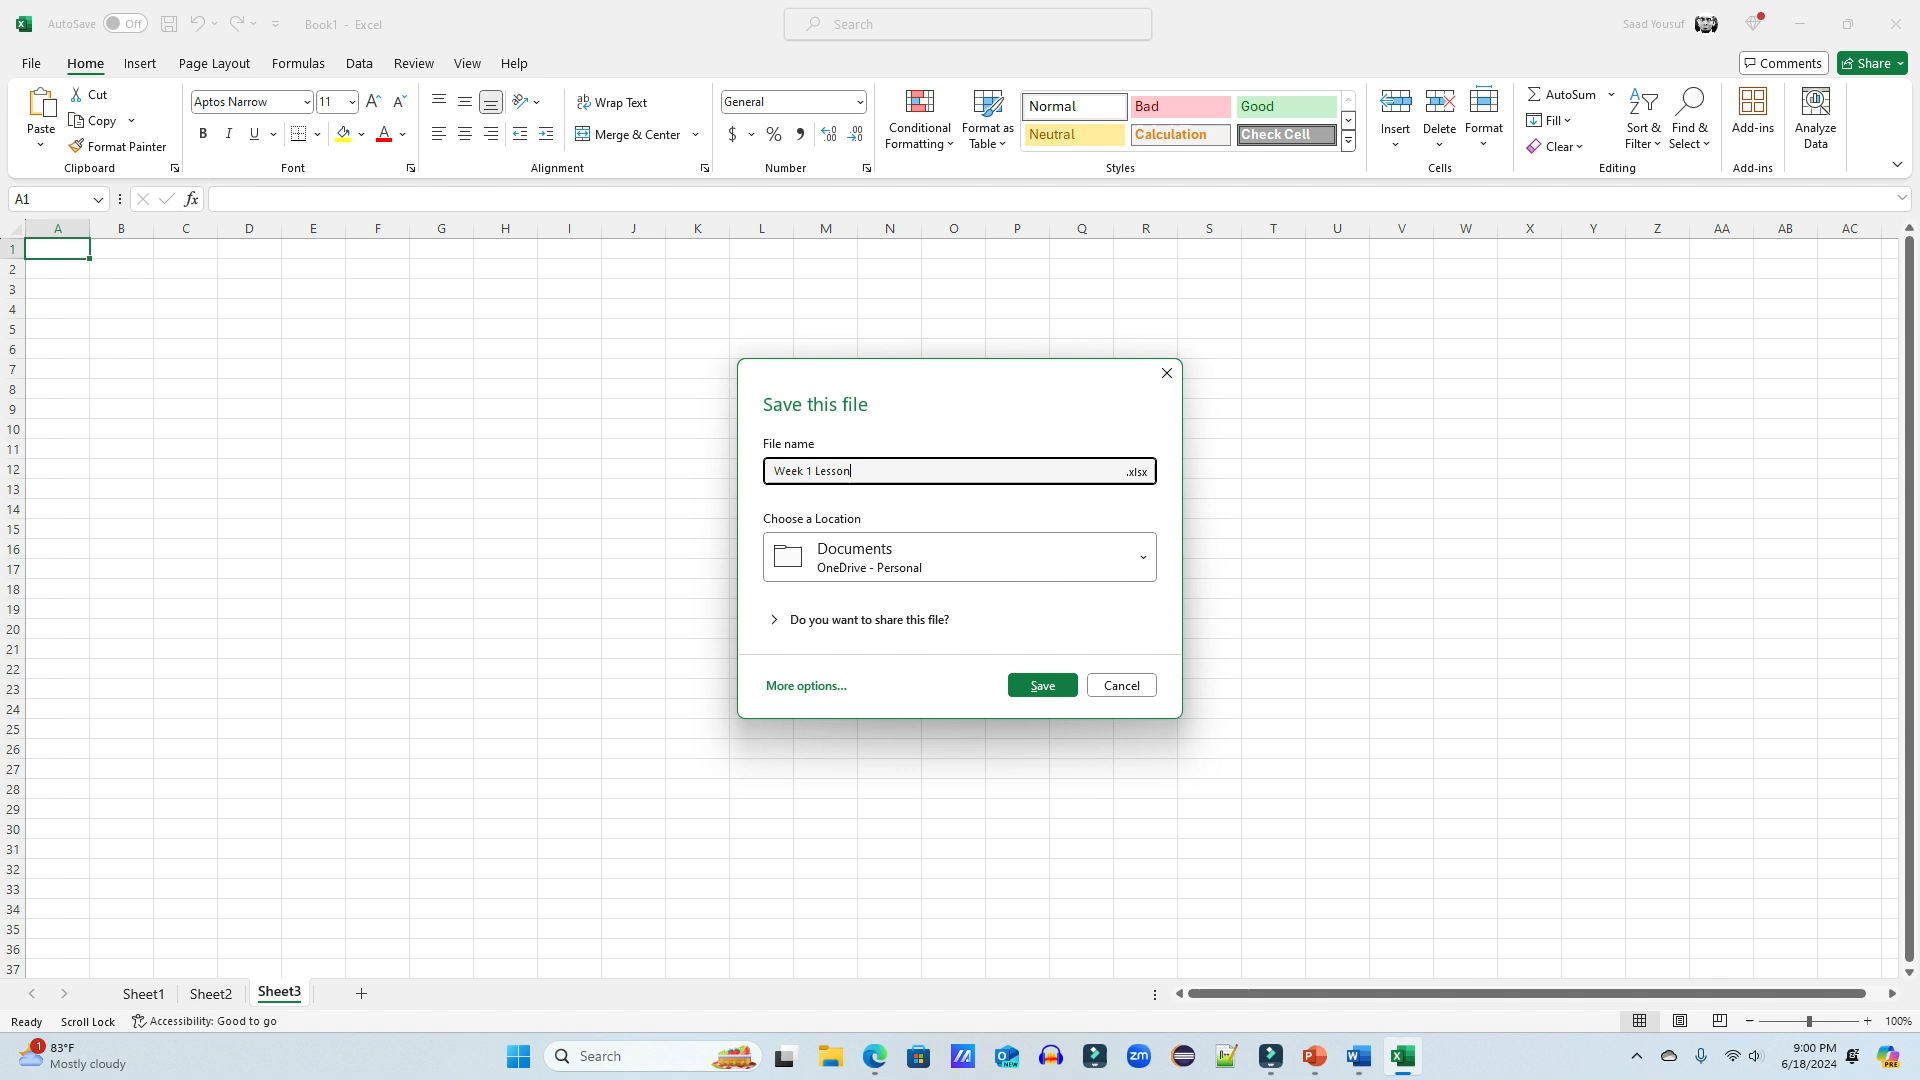 AutoSave Off Book1 - Excel Search Saad Yousuf
File Home Insert Page Layout Formulas Data Review View Help Comments Share
Paste Cut Copy Format Painter Clipboard
Aptos Narrow 11 B I U A Font
Wrap Text Merge & Center Alignment
General $ % , Number
Conditional Formatting Format as Table Normal Bad Good Neutral Calculation Check Cell Styles
Insert Delete Format Cells
AutoSum Fill Clear Sort & Filter Find & Select Editing
Add-ins Add-ins
Analyze Data
A1 fx
A B C D E F G H I J K L M N O P Q R S T U V W X Y Z AA AB AC
1
2
3
4
5
6
7
8
9
10
11
12
13
14
15
16
17
18
19
20
21
22
23
24
25
26
27
28
29
30
31
32
33
34
35
36
37
Save this file
File name
Week 1 Lesson .xlsx
Choose a Location
Documents
OneDrive - Personal
Do you want to share this file?
More options... Save Cancel
Sheet1 Sheet2 Sheet3
Ready Scroll Lock Accessibility: Good to go 100%
1 83°F
Mostly cloudy
Search
NEW
zm
9:00 PM
6/18/2024
PRE